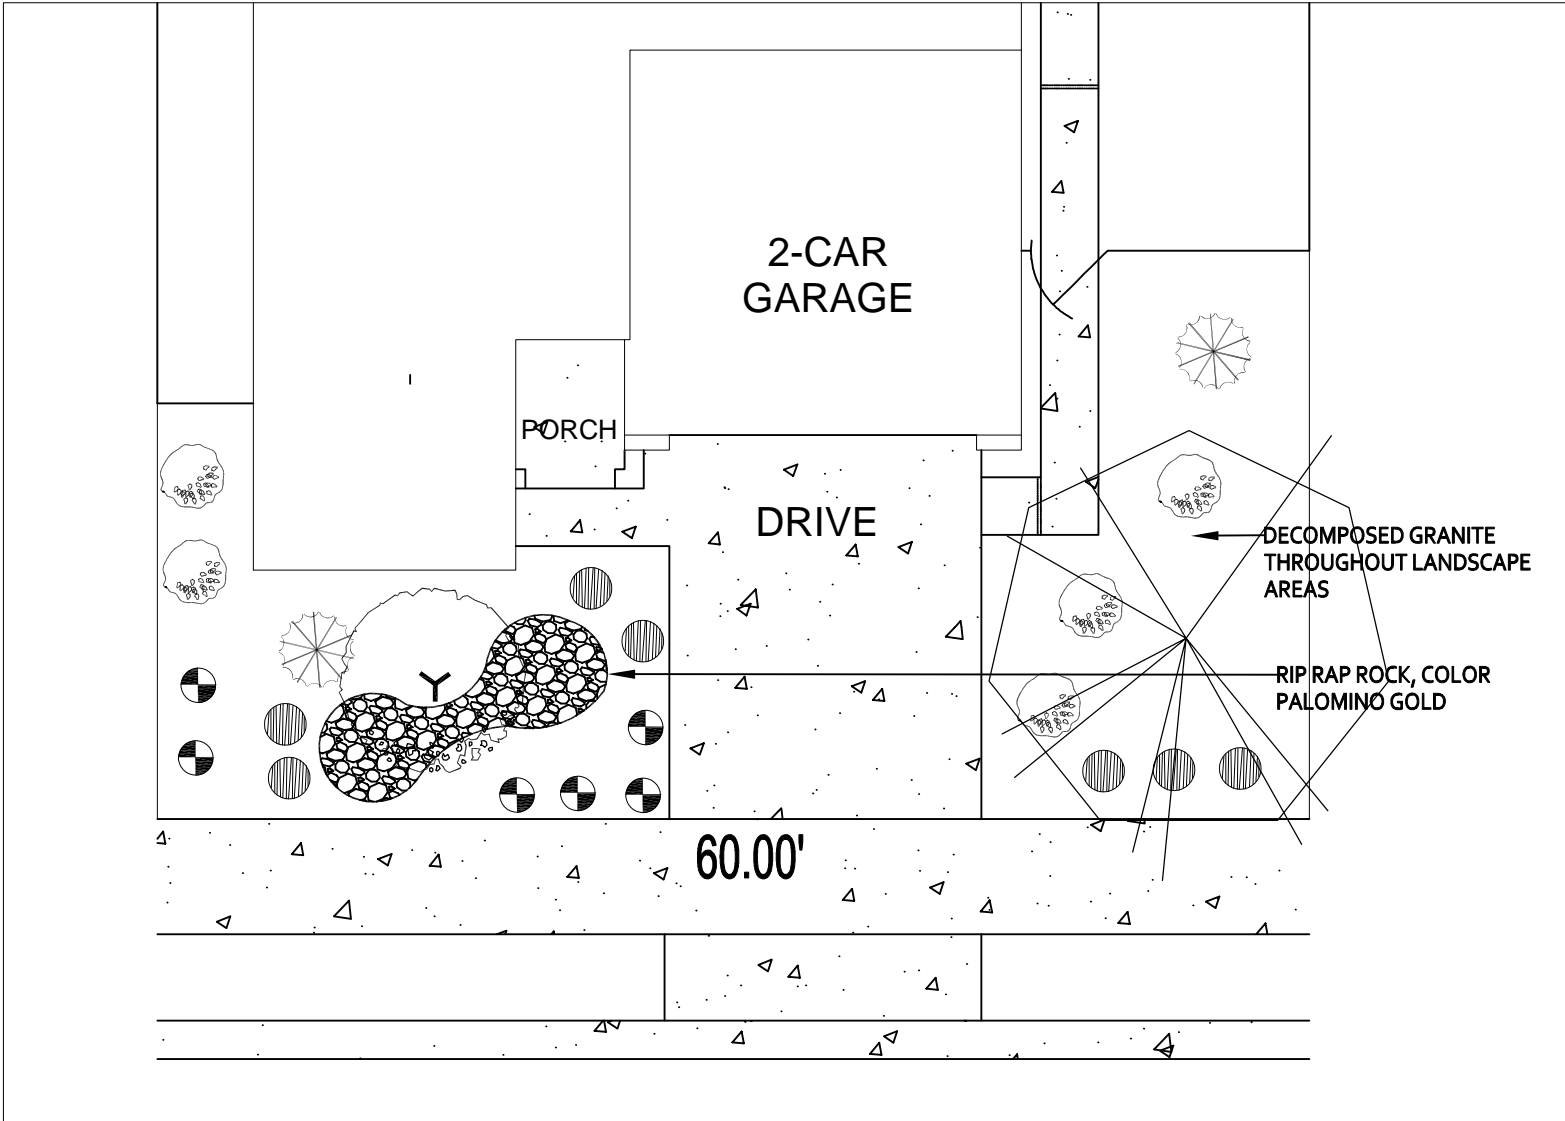 2-CAR
GARAGE
PORCH
DRIVE
DECOMPOSED GRANITE
THROUGHOUT LANDSCAPE
AREAS
RIP RAP ROCK, COLOR
PALOMINO GOLD
60.00'